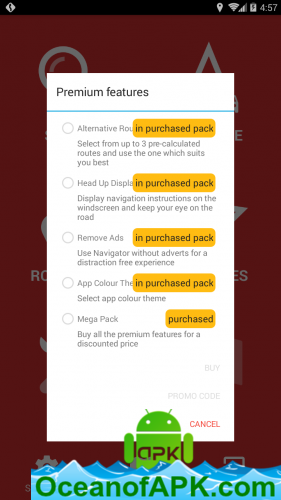 4:57
Premium features
Alternative Rou in purchased pack
Select from up to 3 pre-calculated
routes and use the one which suits
you best
Head Up Displa in purchased pack
Display navigation instructions on the
windscreen and keep your eye on the
road
Remove Ads in purchased pack
Use Navigator without adverts for a
distraction free experience
App Colour The in purchased pack
Select app colour theme
Mega Pack purchased
Buy all the premium features for a
discounted price
BUY
PROMO CODE
CANCEL
apk
OceanofAPK.com